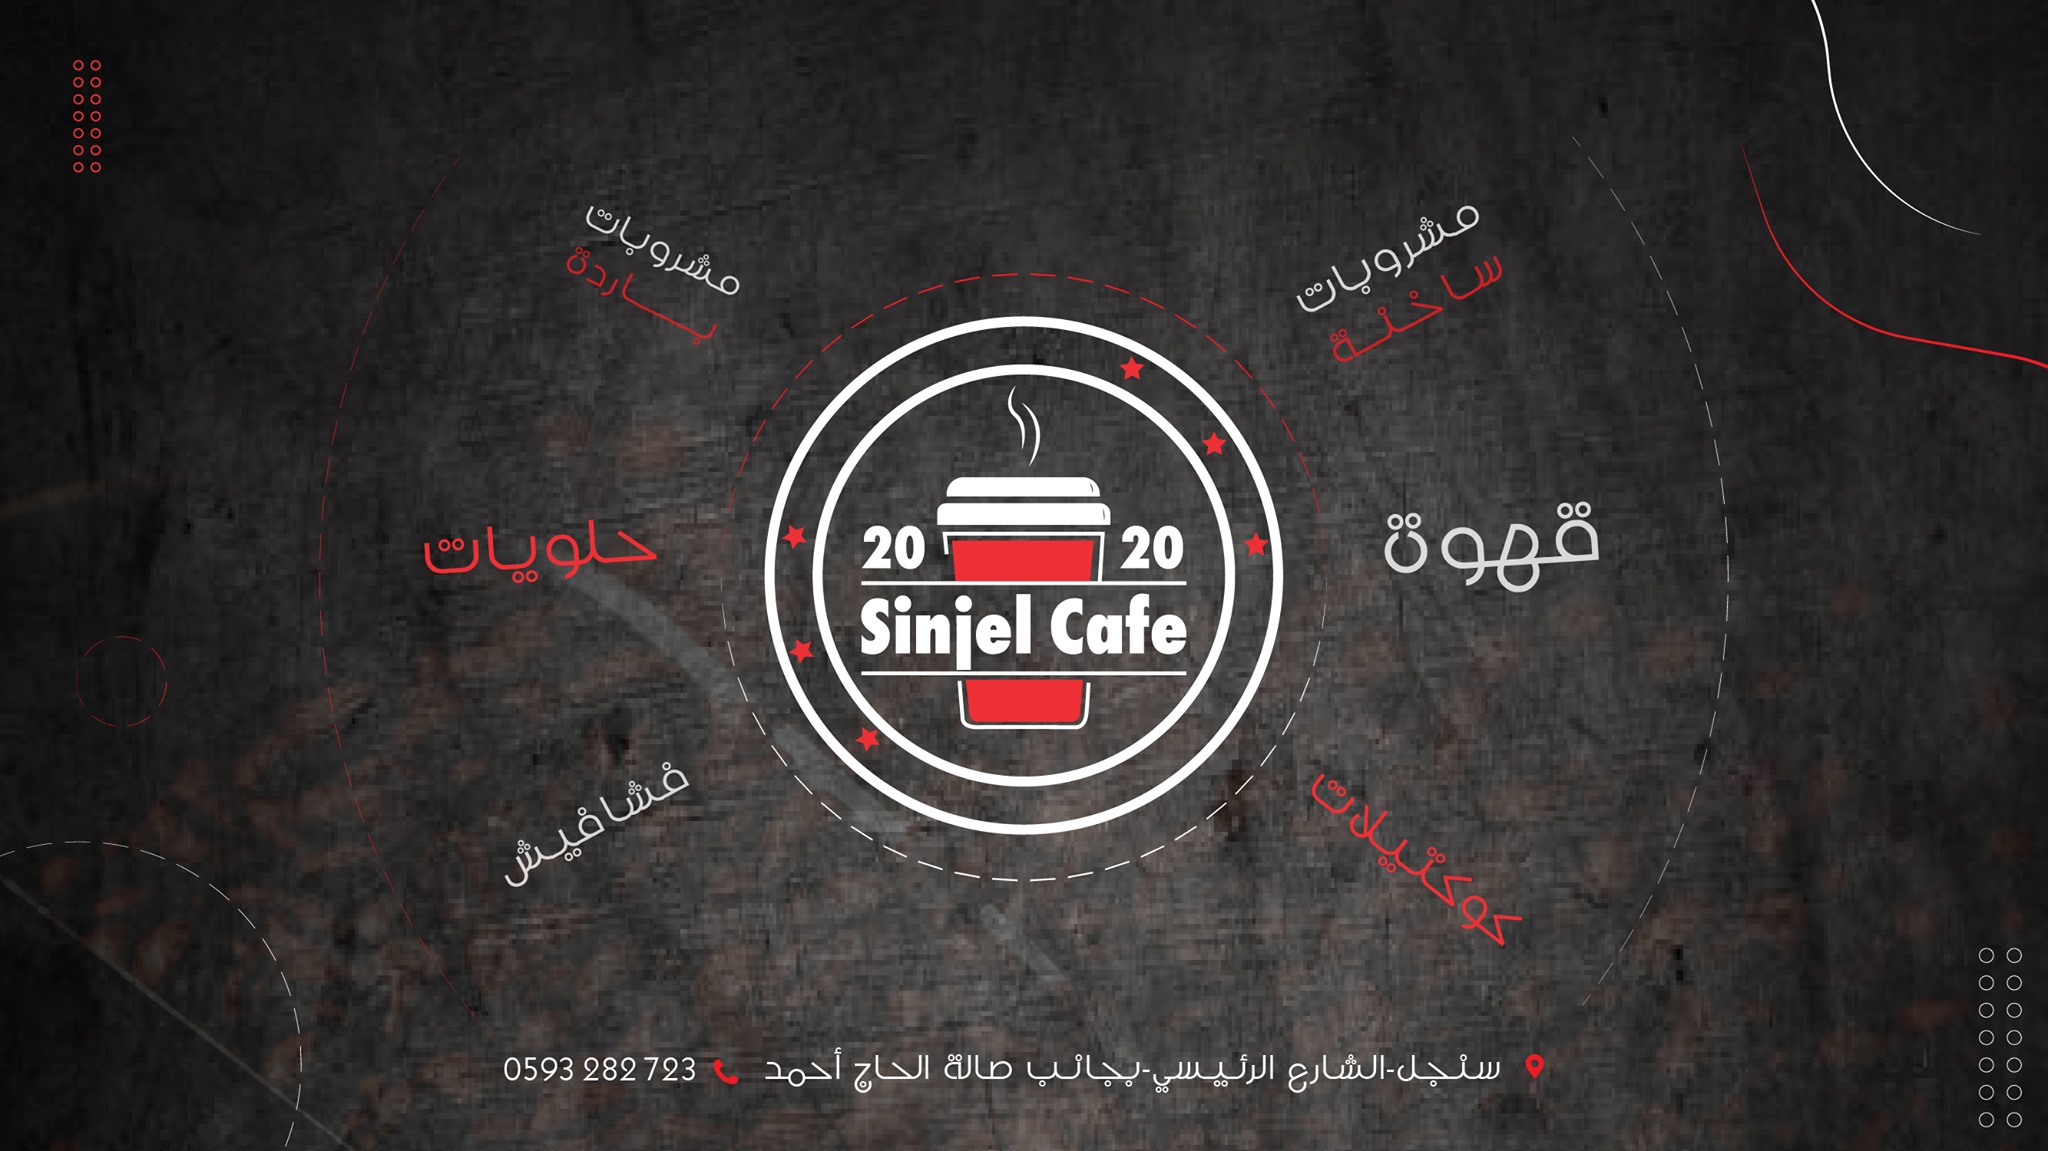 مشروبات
ساخنة
مشروبات
باردة
20 20
Sinjel Cafe
قهوة
حلويات
كوكتيلات
فشافيش
سنجل-الشارع الرئيسي-بجانب صالة الحاج أحمد
0593 282 723